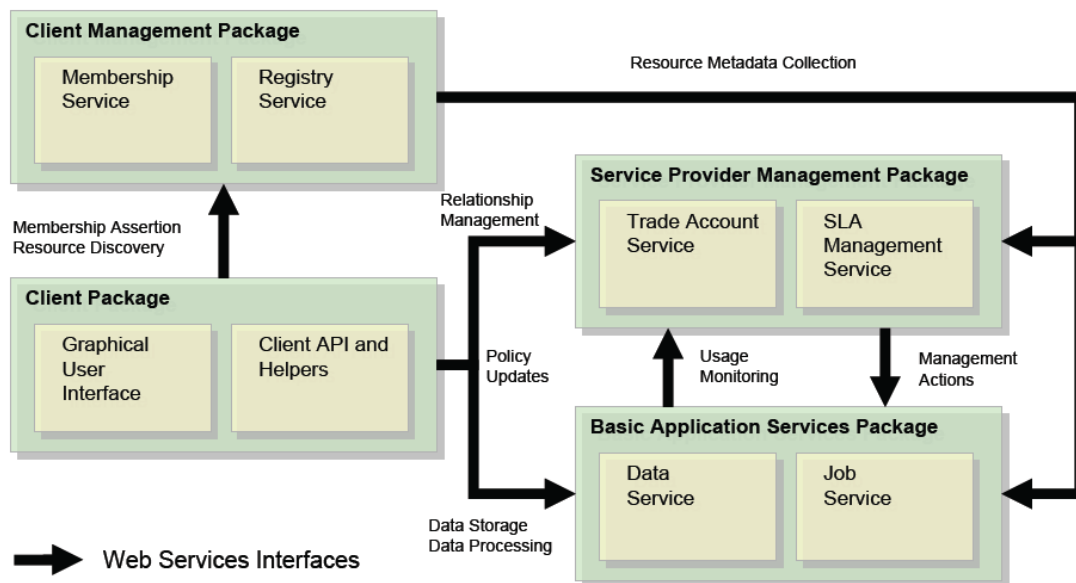 Client Management Package
Membership
Service
Registry
Service
Resource Metadata Collection
Membership Assertion
Resource Discovery
Relationship
Management
Service Provider Management Package
Trade Account
Service
SLA
Management
Service
Client Package
Graphical
User
Interface
Client API and
Helpers
Policy
Updates
Usage
Monitoring
Management
Actions
Basic Application Services Package
Data
Service
Job
Service
Data Storage
Data Processing
Web Services Interfaces